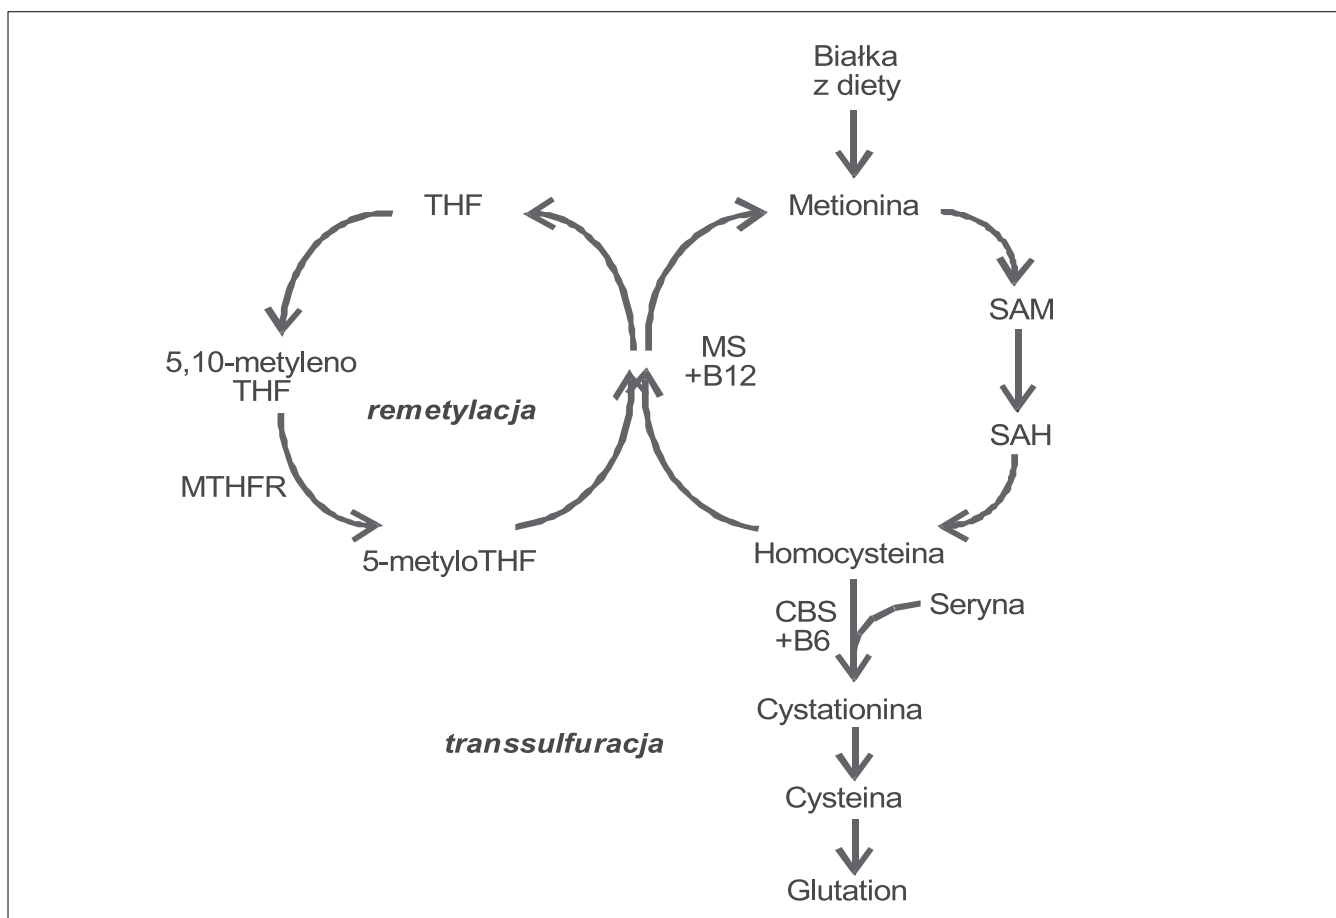 Białka
z diety
THF
Metionina
SAM
5,10-metyleno
THF
MS
+B12
remetylacja
SAH
MTHFR
5-metyloTHF
Homocysteina
CBS
+B6
Seryna
Cystationina
transsulfuracja
Cysteina
Glutation